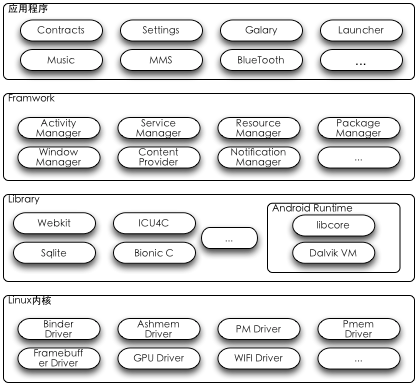 应用程序
Contracts Settings Galary Launcher
Music MMS BlueTooth ...
Framwork
Activity Manager Service Manager Resource Manager Package Manager
Window Manager Content Provider Notification Manager ...
Library
Android Runtime
Webkit ICU4C ... libcore
Sqlite Bionic C Dalvik VM
Linux内核
Binder Driver Ashmem Driver PM Driver Pmem Driver
Framebuff er Driver GPU Driver WIFI Driver ...